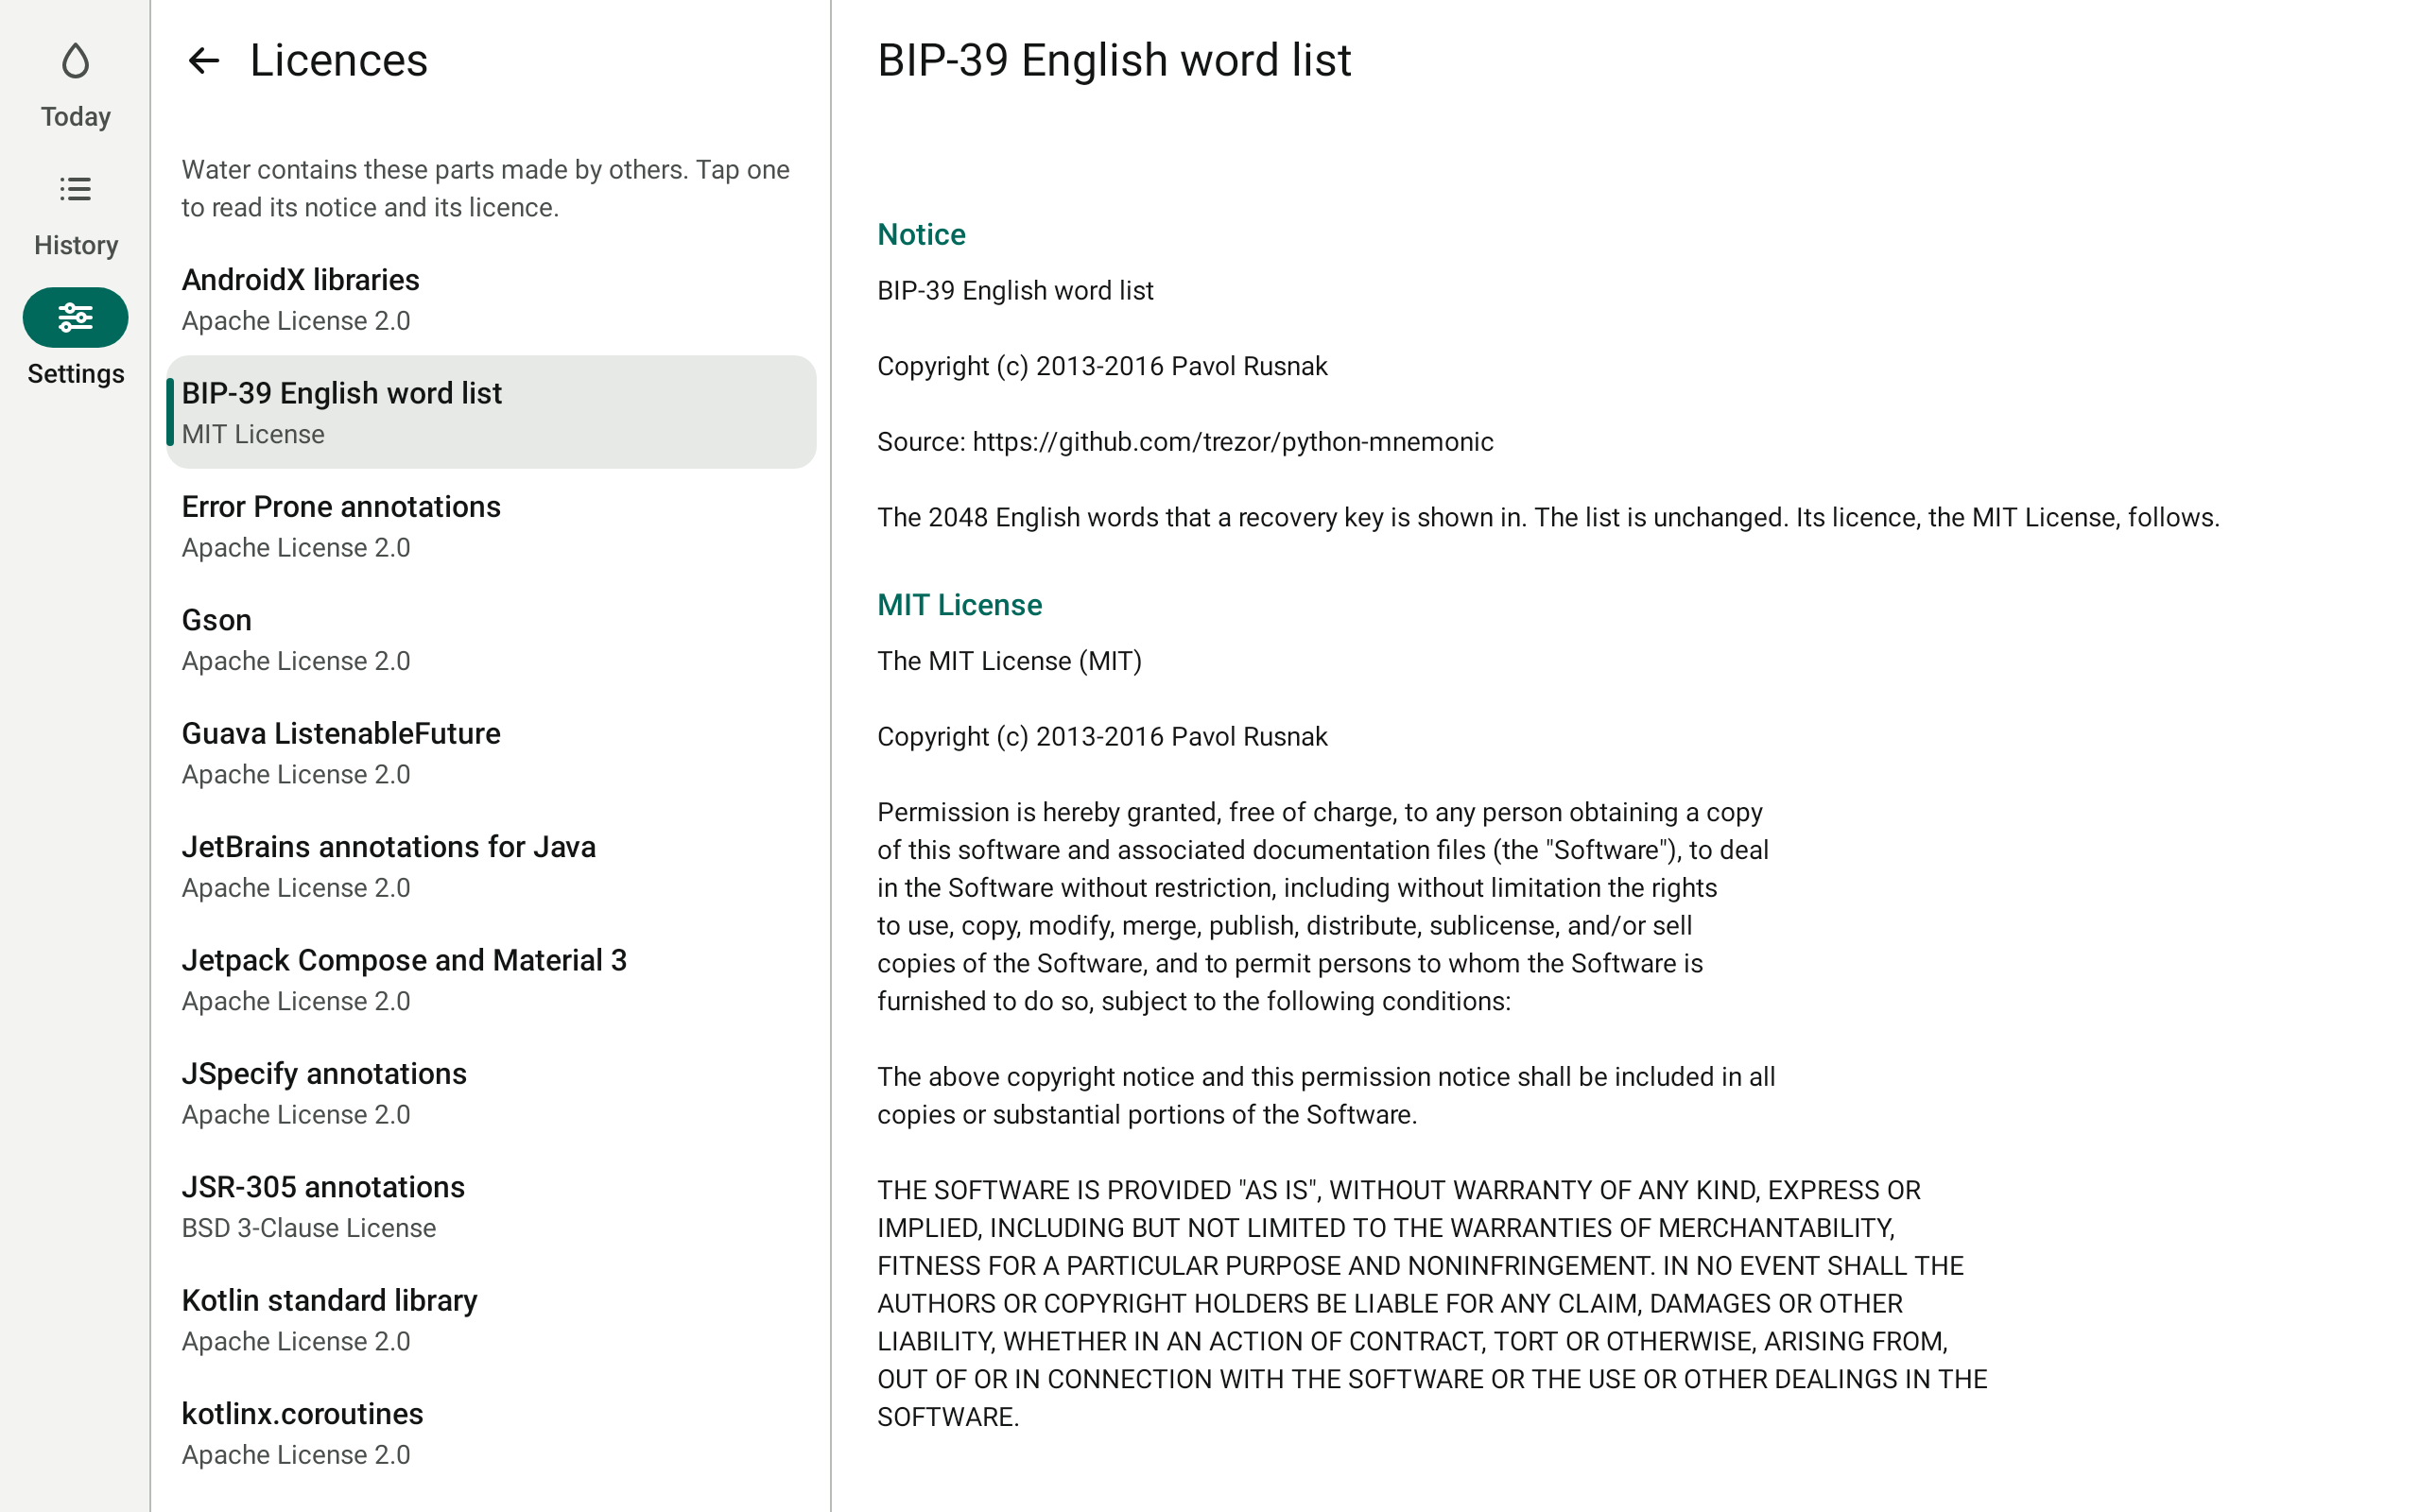 Today
History
Settings
Licences
Water contains these parts made by others. Tap one
to read its notice and its licence.
AndroidX libraries
Apache License 2.0
BIP-39 English word list
MIT License
Error Prone annotations
Apache License 2.0
Gson
Apache License 2.0
Guava ListenableFuture
Apache License 2.0
JetBrains annotations for Java
Apache License 2.0
Jetpack Compose and Material 3
Apache License 2.0
JSpecify annotations
Apache License 2.0
JSR-305 annotations
BSD 3-Clause License
Kotlin standard library
Apache License 2.0
kotlinx.coroutines
Apache License 2.0
BIP-39 English word list
Notice
BIP-39 English word list
Copyright (c) 2013-2016 Pavol Rusnak
Source: https://github.com/trezor/python-mnemonic
The 2048 English words that a recovery key is shown in. The list is unchanged. Its licence, the MIT License, follows.
MIT License
The MIT License (MIT)
Copyright (c) 2013-2016 Pavol Rusnak
Permission is hereby granted, free of charge, to any person obtaining a copy
of this software and associated documentation files (the "Software"), to deal
in the Software without restriction, including without limitation the rights
to use, copy, modify, merge, publish, distribute, sublicense, and/or sell
copies of the Software, and to permit persons to whom the Software is
furnished to do so, subject to the following conditions:
The above copyright notice and this permission notice shall be included in all
copies or substantial portions of the Software.
THE SOFTWARE IS PROVIDED "AS IS", WITHOUT WARRANTY OF ANY KIND, EXPRESS OR
IMPLIED, INCLUDING BUT NOT LIMITED TO THE WARRANTIES OF MERCHANTABILITY,
FITNESS FOR A PARTICULAR PURPOSE AND NONINFRINGEMENT. IN NO EVENT SHALL THE
AUTHORS OR COPYRIGHT HOLDERS BE LIABLE FOR ANY CLAIM, DAMAGES OR OTHER
LIABILITY, WHETHER IN AN ACTION OF CONTRACT, TORT OR OTHERWISE, ARISING FROM,
OUT OF OR IN CONNECTION WITH THE SOFTWARE OR THE USE OR OTHER DEALINGS IN THE
SOFTWARE.